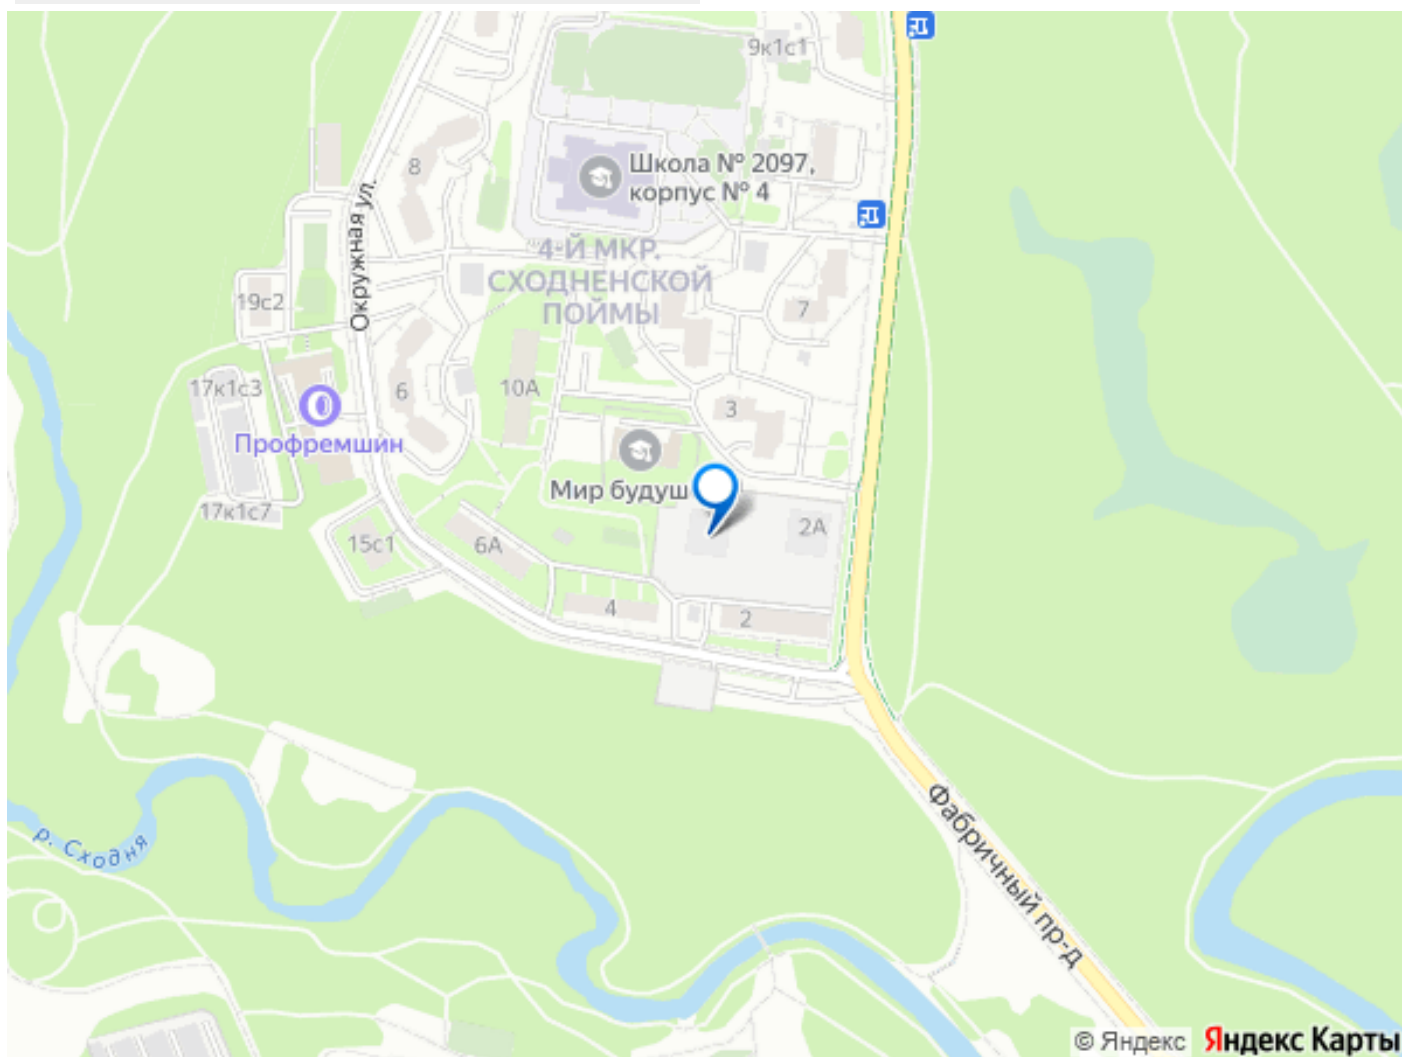 9к1с1
Школа № 2097,
корпус № 4
8
Окружная ул.
4-Й МКР.
СХОДНЕНСКОЙ
ПОЙМЫ
19с2
7
17к1с3
6
10А
3
Профремшин
Мир будущ
17к1с7
15с1
6А
2А
4
2
р. Сходня
Фабричный пр-д
© Яндекс
Яндекс Карты